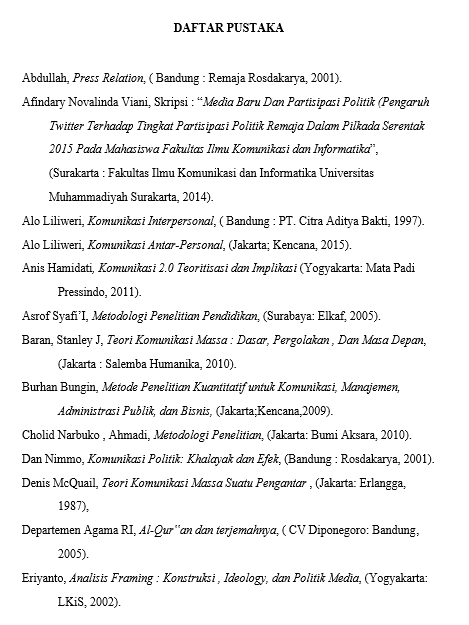 DAFTAR PUSTAKA
Abdullah, Press Relation, ( Bandung : Remaja Rosdakarya, 2001).
Afindary Novalinda Viani, Skripsi : “Media Baru Dan Partisipasi Politik (Pengaruh
Twitter Terhadap Tingkat Partisipasi Politik Remaja Dalam Pilkada Serentak
2015 Pada Mahasiswa Fakultas Ilmu Komunikasi dan Informatika”,
(Surakarta : Fakultas Ilmu Komunikasi dan Informatika Universitas
Muhammadiyah Surakarta, 2014).
Alo Liliweri, Komunikasi Interpersonal, ( Bandung : PT. Citra Aditya Bakti, 1997).
Alo Liliweri, Komunikasi Antar-Personal, (Jakarta; Kencana, 2015).
Anis Hamidati, Komunikasi 2.0 Teoritisasi dan Implikasi (Yogyakarta: Mata Padi
Pressindo, 2011).
Asrof Syafi’I, Metodologi Penelitian Pendidikan, (Surabaya: Elkaf, 2005).
Baran, Stanley J, Teori Komunikasi Massa : Dasar, Pergolakan , Dan Masa Depan,
(Jakarta : Salemba Humanika, 2010).
Burhan Bungin, Metode Penelitian Kuantitatif untuk Komunikasi, Manajemen,
Administrasi Publik, dan Bisnis, (Jakarta;Kencana,2009).
Cholid Narbuko , Ahmadi, Metodologi Penelitian, (Jakarta: Bumi Aksara, 2010).
Dan Nimmo, Komunikasi Politik: Khalayak dan Efek, (Bandung : Rosdakarya, 2001).
Denis McQuail, Teori Komunikasi Massa Suatu Pengantar , (Jakarta: Erlangga,
1987),
Departemen Agama RI, Al-Qur‟an dan terjemahnya, ( CV Diponegoro: Bandung,
2005).
Eriyanto, Analisis Framing : Konstruksi , Ideology, dan Politik Media, (Yogyakarta:
LKiS, 2002).